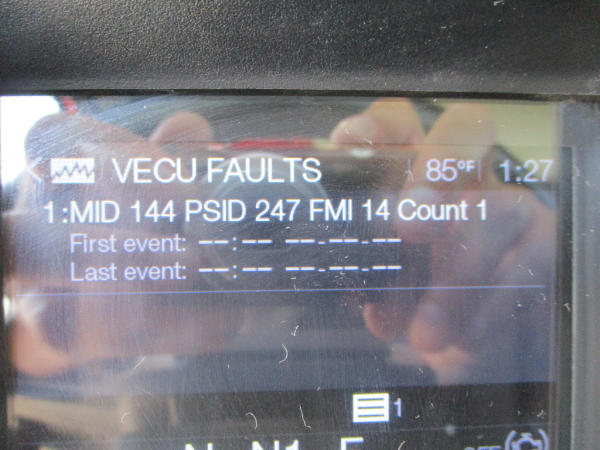 VECU FAULTS 85°F 1:27
1:MID 144 PSID 247 FMI 14 Count 1
First event: --:-- --.--.--
Last event: --:-- --.--.--
1